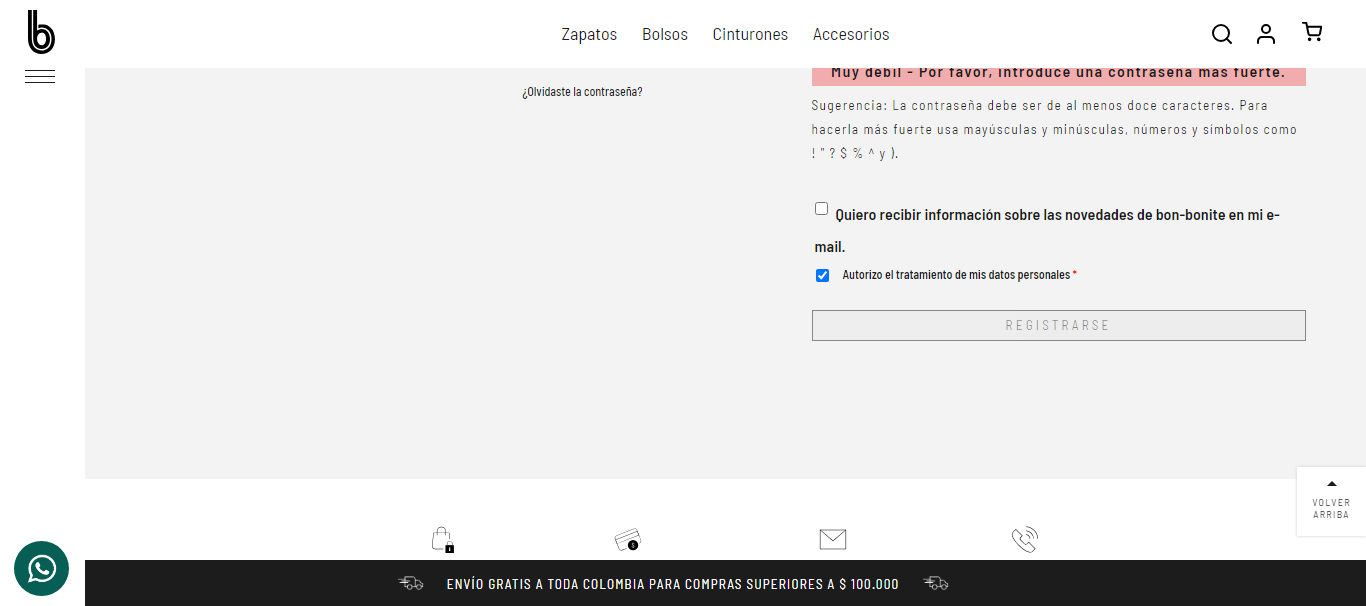 b
Zapatos Bolsos Cinturones Accesorios
Muy débil - Por favor, introduce una contraseña más fuerte.
¿Olvidaste la contraseña?
Sugerencia: La contraseña debe ser de al menos doce caracteres. Para
hacerla más fuerte usa mayúsculas y minúsculas, números y símbolos como
! " ? $ % ^ y ).
Quiero recibir información sobre las novedades de bon-bonite en mi e-
mail.
Autorizo el tratamiento de mis datos personales *
REGISTRARSE
VOLVER
ARRIBA
ENVÍO GRATIS A TODA COLOMBIA PARA COMPRAS SUPERIORES A $ 100.000